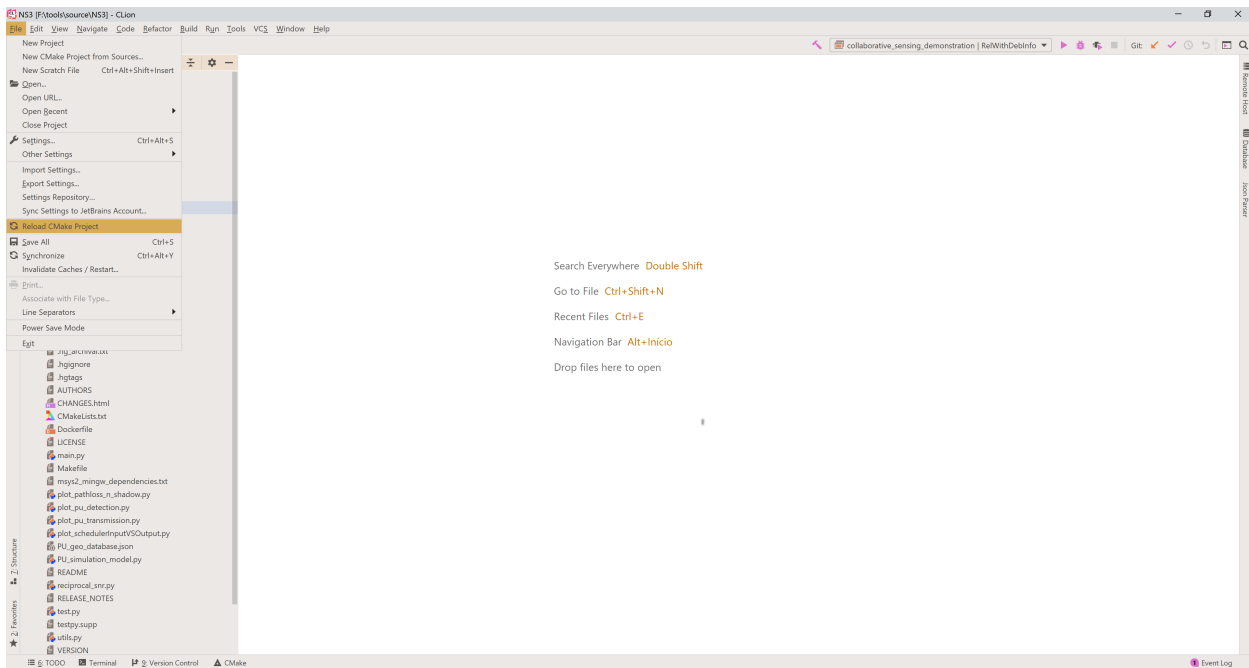 NS3 [F:\tools\source\NS3] - CLion
File Edit View Navigate Code Refactor Build Run Tools VCS Window Help
collaborative_sensing_demonstration | RelWithDebInfo
Git:
New Project
New CMake Project from Sources...
New Scratch File Ctrl+Alt+Shift+Insert
Open...
Open URL...
Open Recent
Close Project
Settings... Ctrl+Alt+S
Other Settings
Import Settings...
Export Settings...
Settings Repository...
Sync Settings to JetBrains Account...
Reload CMake Project
Save All Ctrl+S
Synchronize Ctrl+Alt+Y
Invalidate Caches / Restart...
Print...
Associate with File Type...
Line Separators
Power Save Mode
Exit
.hg_archival.txt
.hgignore
.hgtags
AUTHORS
CHANGES.html
CMakeLists.txt
Dockerfile
LICENSE
main.py
Makefile
msys2_mingw_dependencies.txt
plot_pathloss_n_shadow.py
plot_pu_detection.py
plot_pu_transmission.py
plot_schedulerInputVSOutput.py
PU_geo_database.json
PU_simulation_model.py
README
reciprocal_snr.py
RELEASE_NOTES
test.py
testpy.supp
utils.py
VERSION
Search Everywhere Double Shift
Go to File Ctrl+Shift+N
Recent Files Ctrl+E
Navigation Bar Alt+Início
Drop files here to open
Remote Host
Database
Json Parser
7: Structure
2: Favorites
6: TODO Terminal 9: Version Control CMake
1 Event Log